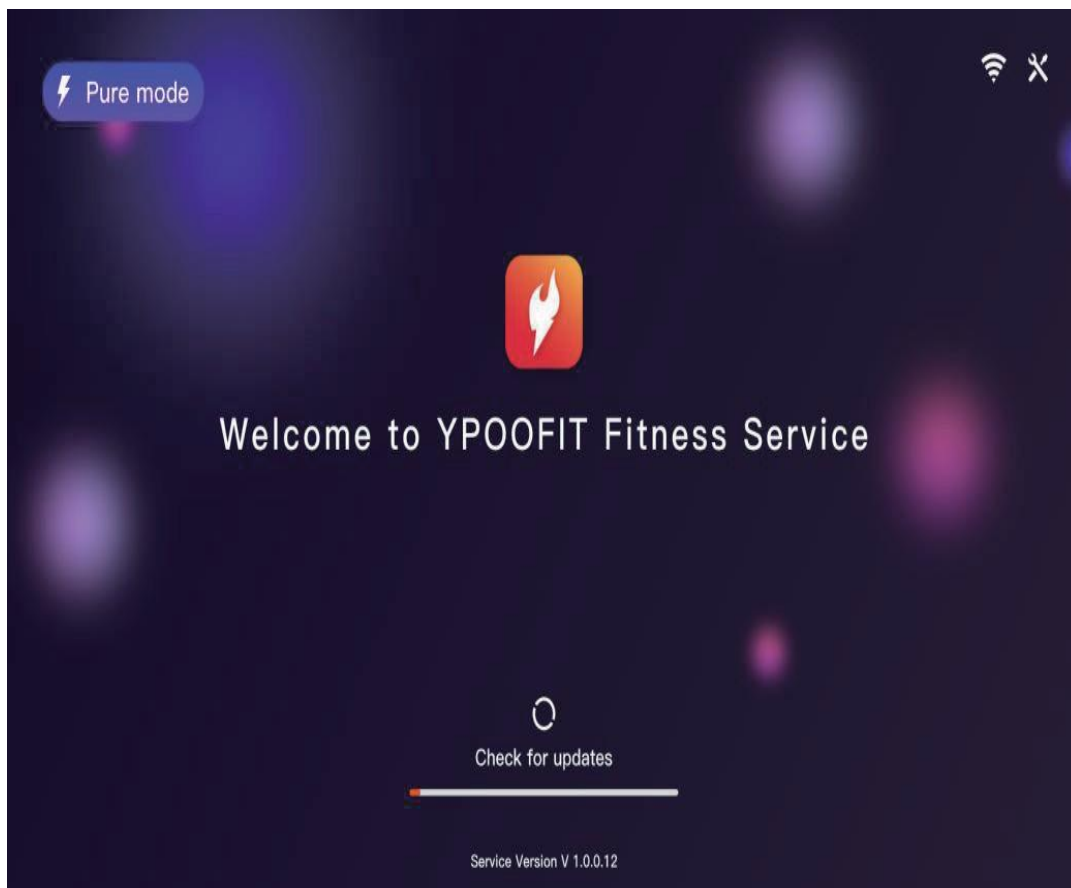 Pure mode
Welcome to YPOOFIT Fitness Service
Check for updates
Service Version V 1.0.0.12